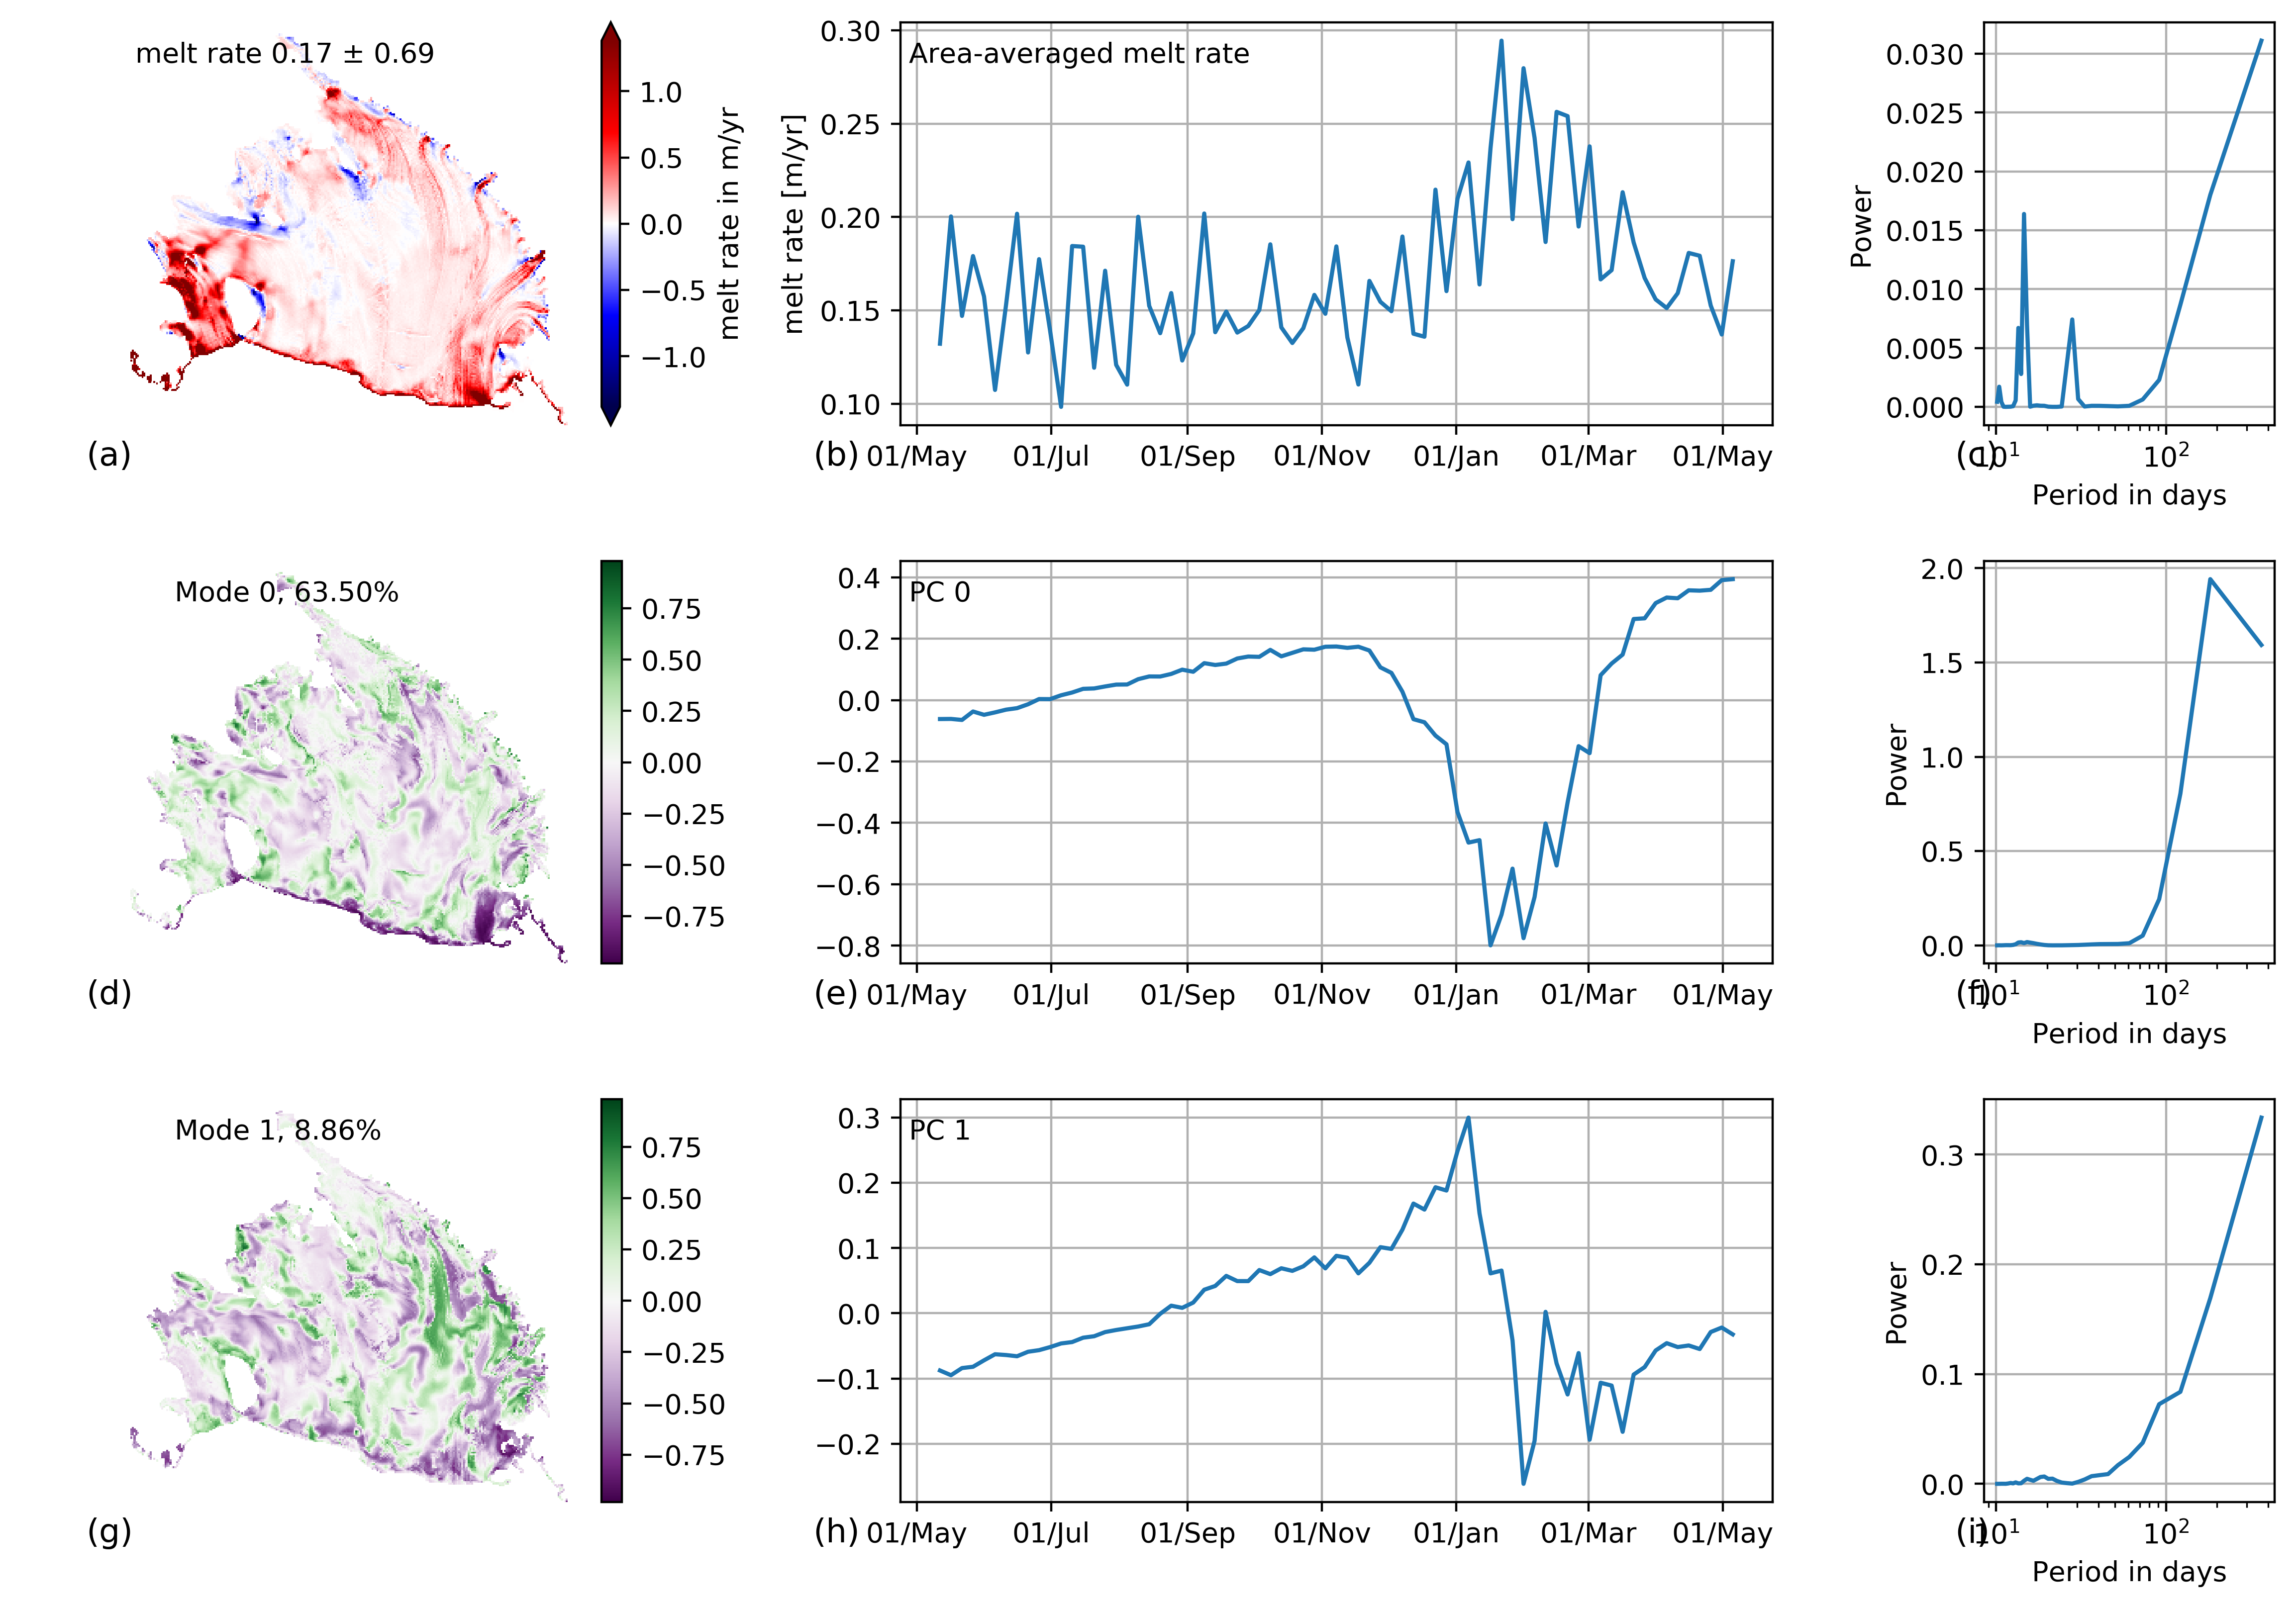 melt rate 0.17 ± 0.69
1.0
0.5
0.0
−0.5
−1.0
melt rate in m/yr
(a)
Area-averaged melt rate
melt rate [m/yr]
0.30
0.25
0.20
0.15
0.10
(b)
01/May 01/Jul 01/Sep 01/Nov 01/Jan 01/Mar 01/May
Power
0.030
0.025
0.020
0.015
0.010
0.005
0.000
(c)
10¹ 10²
Period in days
Mode 0, 63.50%
0.75
0.50
0.25
0.00
−0.25
−0.50
−0.75
(d)
PC 0
0.4
0.2
0.0
−0.2
−0.4
−0.6
−0.8
(e)
01/May 01/Jul 01/Sep 01/Nov 01/Jan 01/Mar 01/May
Power
2.0
1.5
1.0
0.5
0.0
(f)
10¹ 10²
Period in days
Mode 1, 8.86%
0.75
0.50
0.25
0.00
−0.25
−0.50
−0.75
(g)
PC 1
0.3
0.2
0.1
0.0
−0.1
−0.2
(h)
01/May 01/Jul 01/Sep 01/Nov 01/Jan 01/Mar 01/May
Power
0.3
0.2
0.1
0.0
(i)
10¹ 10²
Period in days